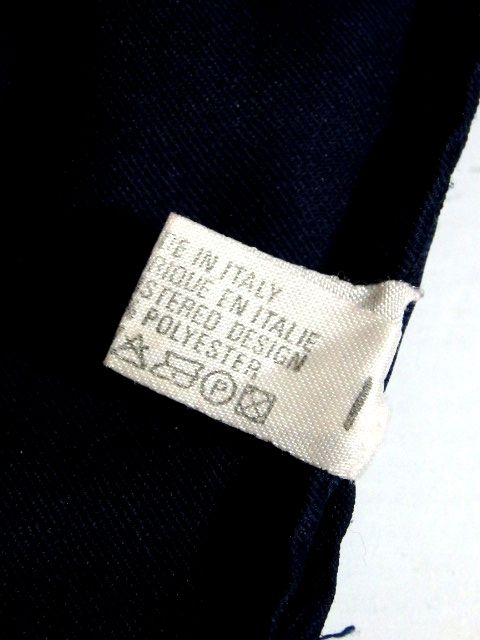 IN ITALY
RIQUE EN ITALIE
STERED DESIGN
POLYESTER
P